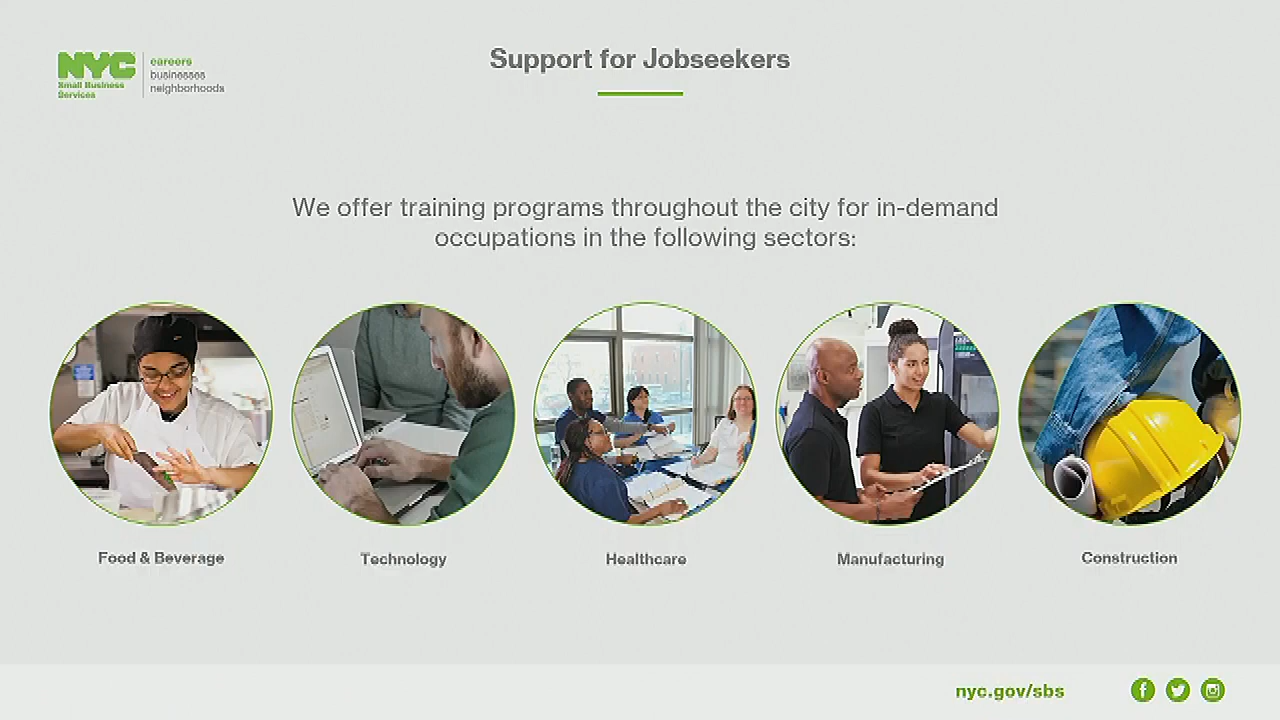 NYC
Small Business
Services
careers
businesses
neighborhoods
Support for Jobseekers
We offer training programs throughout the city for in-demand
occupations in the following sectors:
Food & Beverage
Technology
Healthcare
Manufacturing
Construction
nyc.gov/sbs